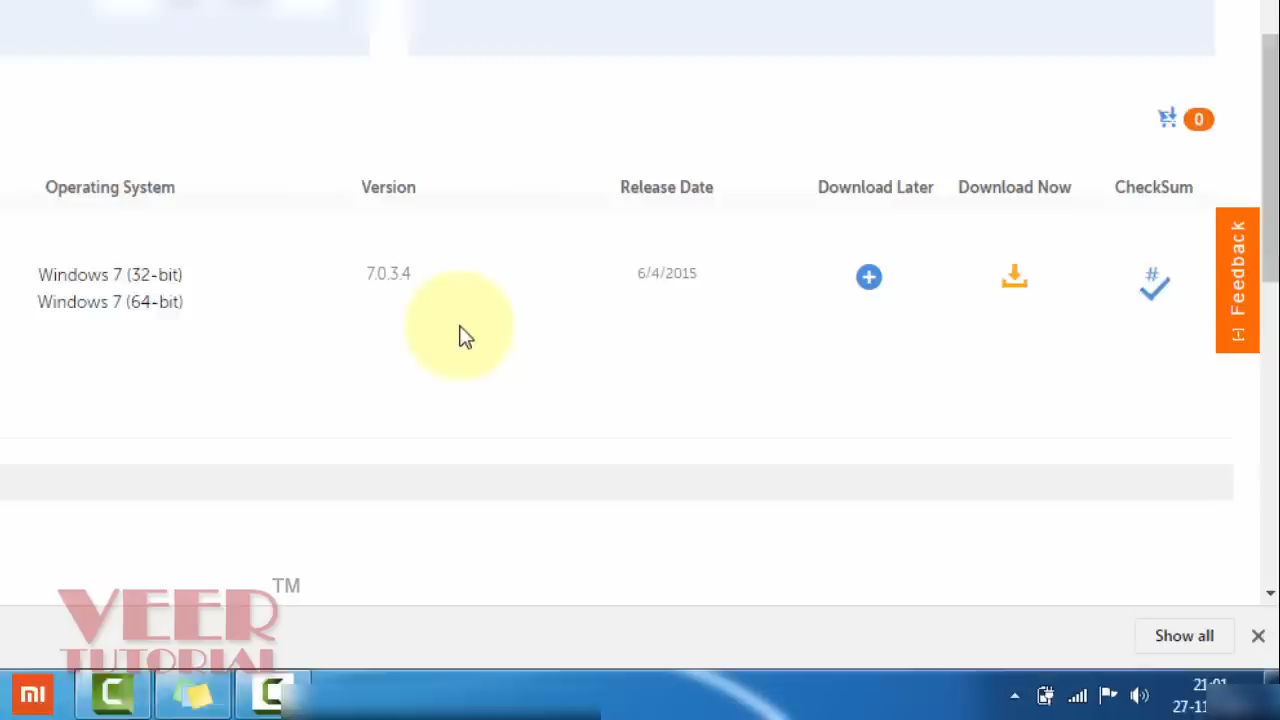 0
Operating System Version Release Date Download Later Download Now CheckSum
Windows 7 (32-bit) 7.0.3.4 6/4/2015 #
Windows 7 (64-bit)
[-] Feedback
VEER TM
TUTORIAL
Show all
mi
21:01
27-11